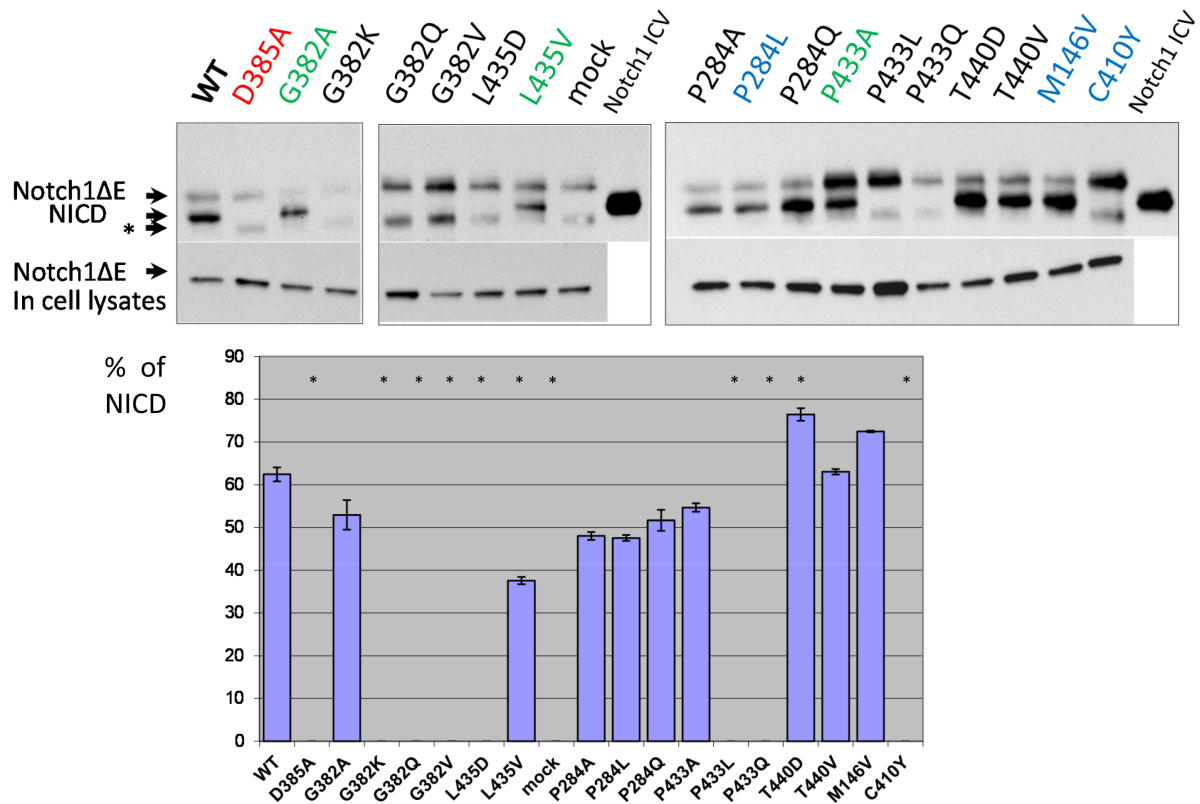 WT D385A G382A G382K G382Q G382V L435D L435V mock Notch1 ICV P284A P284L P284Q P433A P433L P433Q T440D T440V M146V C410Y Notch1 ICV
Notch1ΔE
NICD
*
Notch1ΔE
In cell lysates
% of
NICD
90
* * * * * * * * * * *
80
70
60
50
40
30
20
10
0
WT D385A G382A G382K G382Q G382V L435D L435V mock P284A P284L P284Q P433A P433L P433Q T440D T440V M146V C410Y